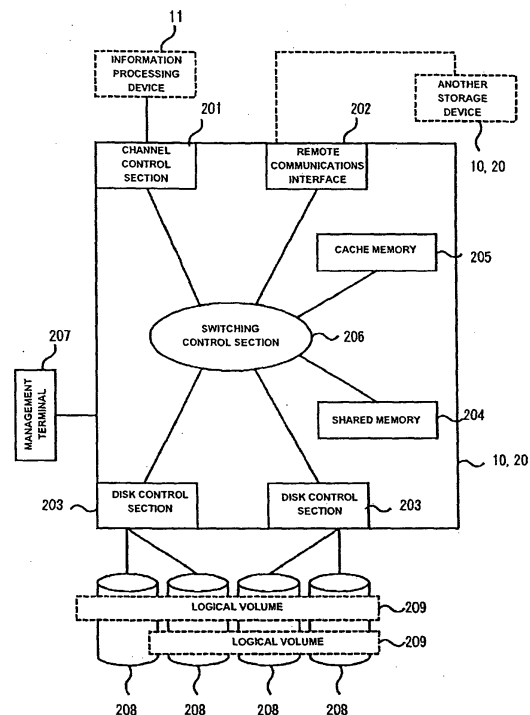 11
INFORMATION
PROCESSING
DEVICE
201
202
ANOTHER
STORAGE
DEVICE
10, 20
CHANNEL
CONTROL
SECTION
REMOTE
COMMUNICATIONS
INTERFACE
CACHE MEMORY
205
SWITCHING
CONTROL SECTION
206
207
MANAGEMENT
TERMINAL
SHARED MEMORY
204
10, 20
203
DISK CONTROL
SECTION
DISK CONTROL
SECTION
203
LOGICAL VOLUME
209
LOGICAL VOLUME
209
208
208
208
208